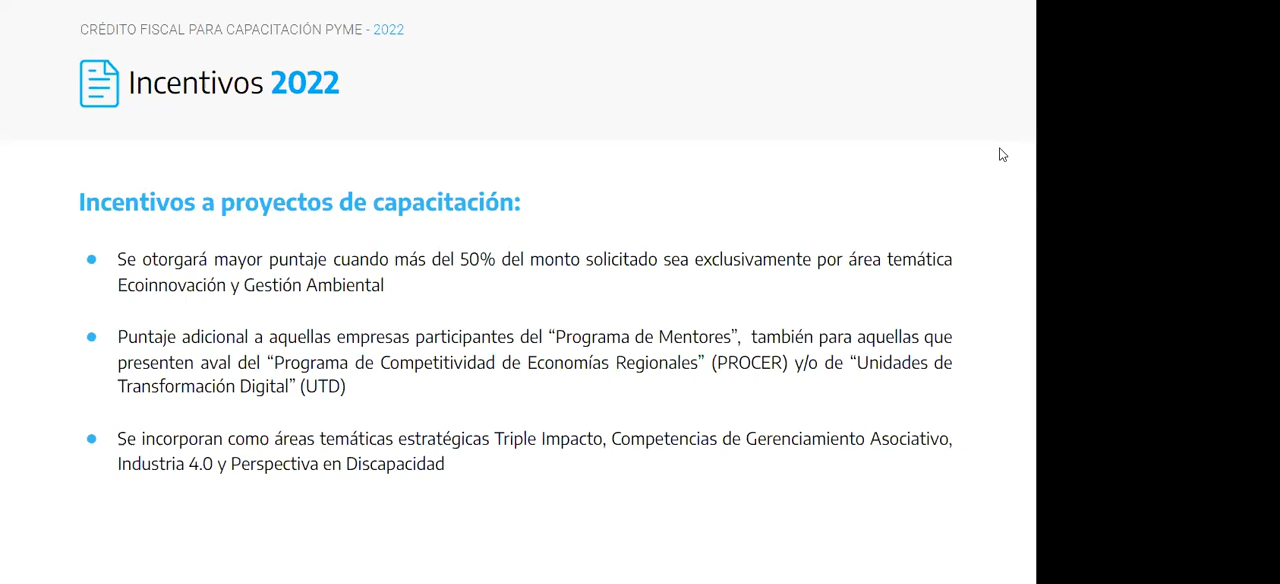 CRÉDITO FISCAL PARA CAPACITACIÓN PYME - 2022
Incentivos 2022
Incentivos a proyectos de capacitación:
● Se otorgará mayor puntaje cuando más del 50% del monto solicitado sea exclusivamente por área temática
Ecoinnovación y Gestión Ambiental
● Puntaje adicional a aquellas empresas participantes del “Programa de Mentores”, también para aquellas que
presenten aval del “Programa de Competitividad de Economías Regionales” (PROCER) y/o de “Unidades de
Transformación Digital” (UTD)
● Se incorporan como áreas temáticas estratégicas Triple Impacto, Competencias de Gerenciamiento Asociativo,
Industria 4.0 y Perspectiva en Discapacidad